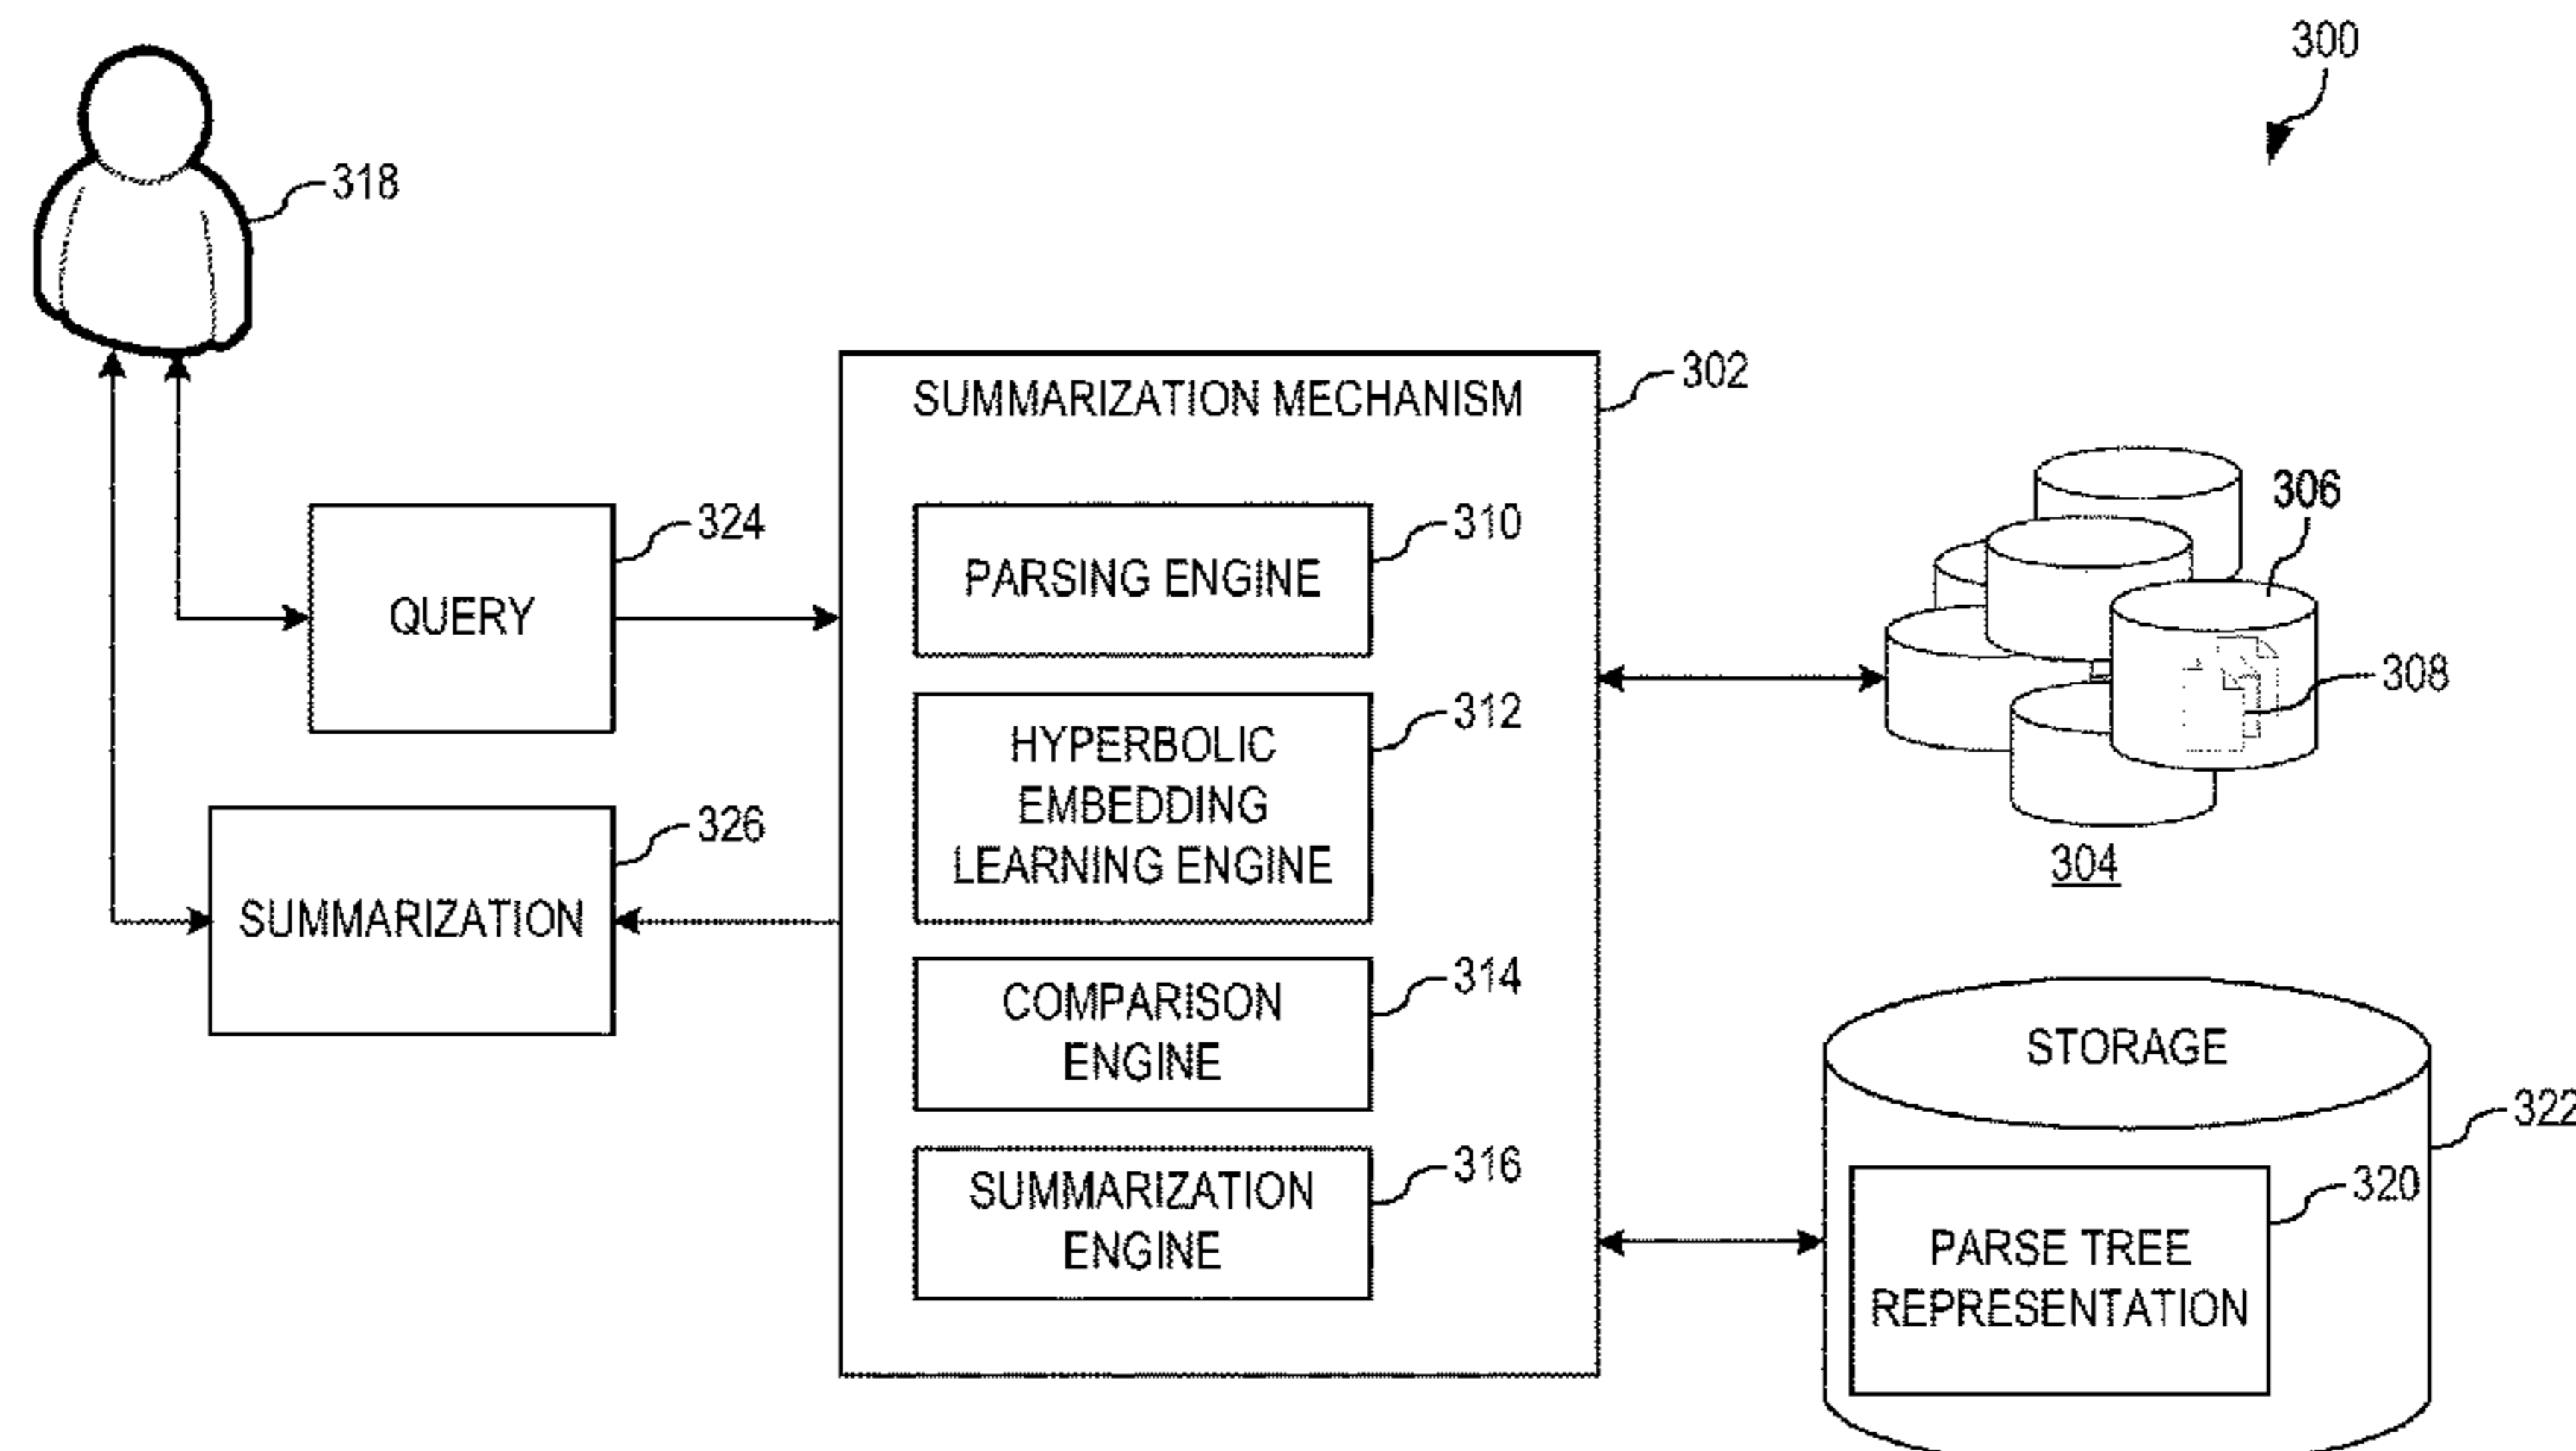 300
318
SUMMARIZATION MECHANISM
302
324
QUERY
PARSING ENGINE
310
306
308
304
HYPERBOLIC
EMBEDDING
LEARNING ENGINE
312
326
SUMMARIZATION
COMPARISON
ENGINE
314
SUMMARIZATION
ENGINE
316
STORAGE
322
PARSE TREE
REPRESENTATION
320